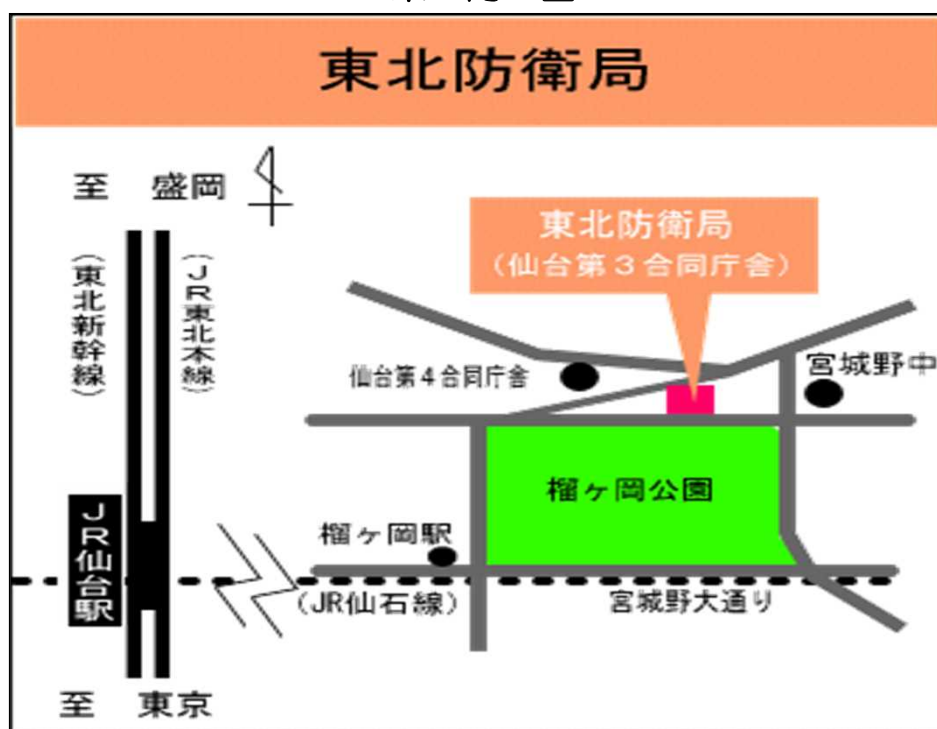 東北防衛局
至 盛岡
(東北新幹線)
(JR東北本線)
東北防衛局
(仙台第3合同庁舎)
仙台第4合同庁舎
宮城野中
榴ヶ岡公園
榴ヶ岡駅
JR仙台駅
(JR仙石線)
宮城野大通り
至 東京